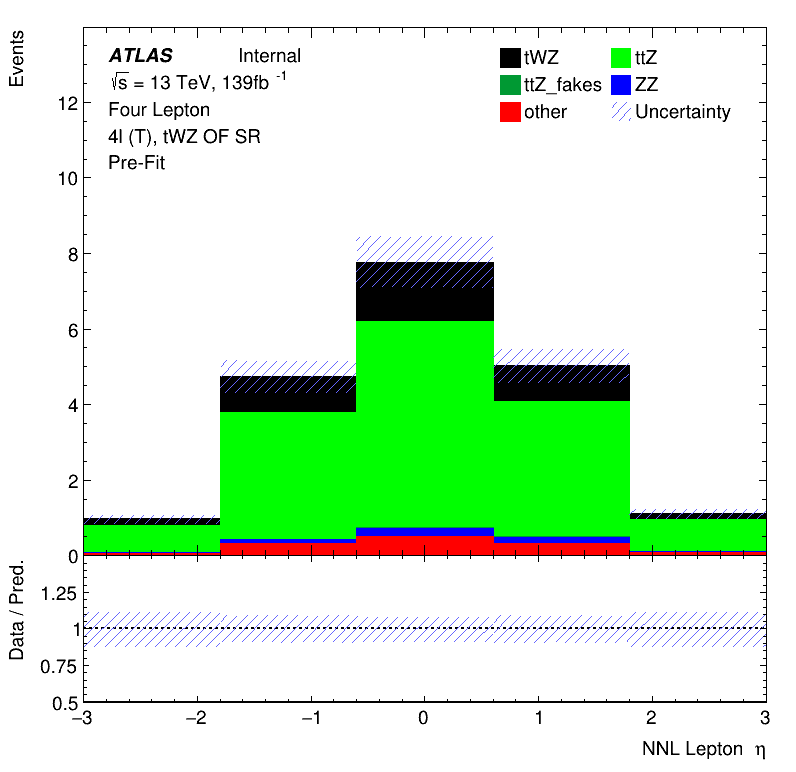 Events
ATLAS Internal
√s = 13 TeV, 139fb -1
Four Lepton
4l (T), tWZ OF SR
Pre-Fit
tWZ ttZ
ttZ_fakes ZZ
other Uncertainty
12
10
8
6
4
2
0
Data / Pred.
1.25
1
0.75
0.5
−3 −2 −1 0 1 2 3
NNL Lepton η